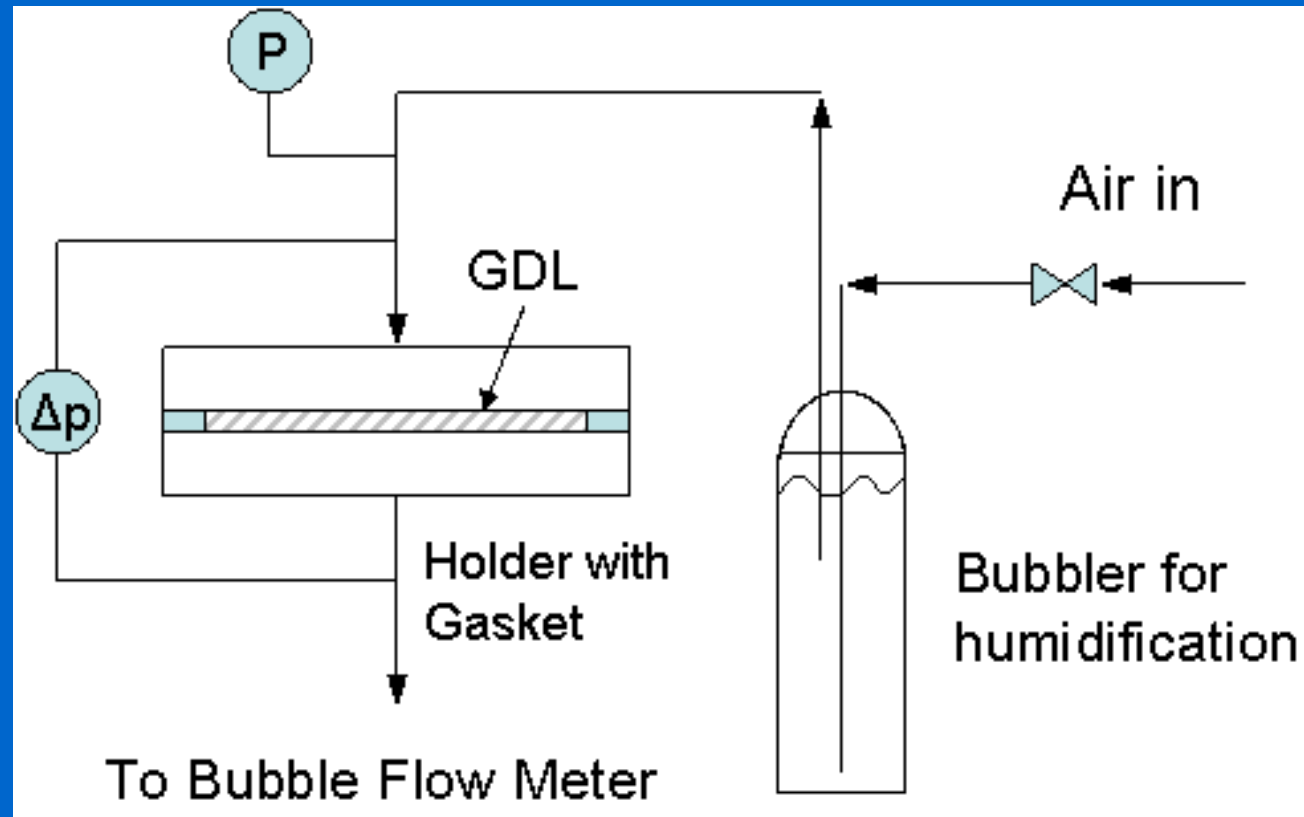 P
Air in
GDL
Δp
Holder with
Gasket
Bubbler for
humidification
To Bubble Flow Meter